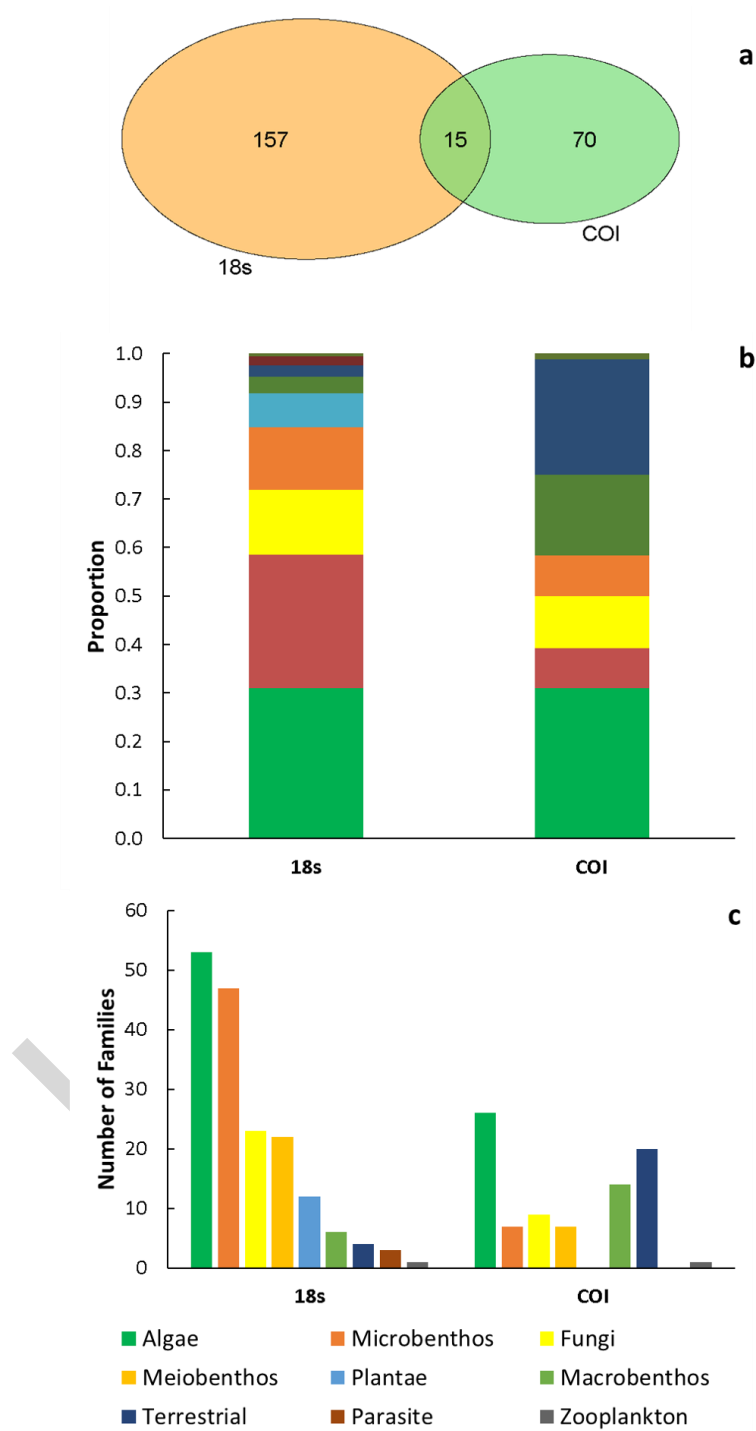 a
157
15
70
COI
18s
b
1.0
0.9
0.8
0.7
0.6
0.5
0.4
0.3
0.2
0.1
0.0
Proportion
18s COI
c
60
50
40
30
20
10
0
Number of Families
18s COI
Algae Microbenthos Fungi
Meiobenthos Plantae Macrobenthos
Terrestrial Parasite Zooplankton